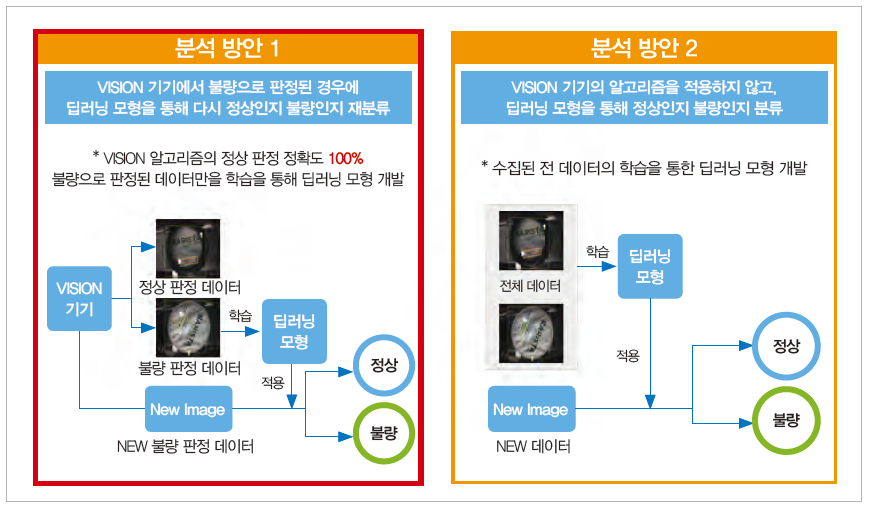 분석 방안 1
VISION 기기에서 불량으로 판정된 경우에
딥러닝 모형을 통해 다시 정상인지 불량인지 재분류
* VISION 알고리즘의 정상 판정 정확도 100%
불량으로 판정된 데이터만을 학습을 통해 딥러닝 모형 개발
VISION
기기
정상 판정 데이터
불량 판정 데이터
학습
딥러닝
모형
적용
New Image
NEW 불량 판정 데이터
정상
불량
분석 방안 2
VISION 기기의 알고리즘을 적용하지 않고,
딥러닝 모형을 통해 정상인지 불량인지 분류
* 수집된 전 데이터의 학습을 통한 딥러닝 모형 개발
전체 데이터
학습
딥러닝
모형
적용
New Image
NEW 데이터
정상
불량